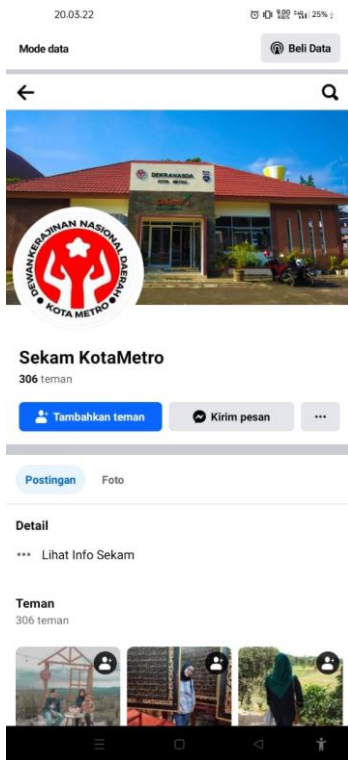 20.03.22
25%
Mode data
Beli Data
DEKRANASDA
KOTA METRO
DEWAN KERAJINAN NASIONAL DAERAH
KOTA METRO
Sekam KotaMetro
306 teman
Tambahkan teman
Kirim pesan
Postingan
Foto
Detail
Lihat Info Sekam
Teman
306 teman